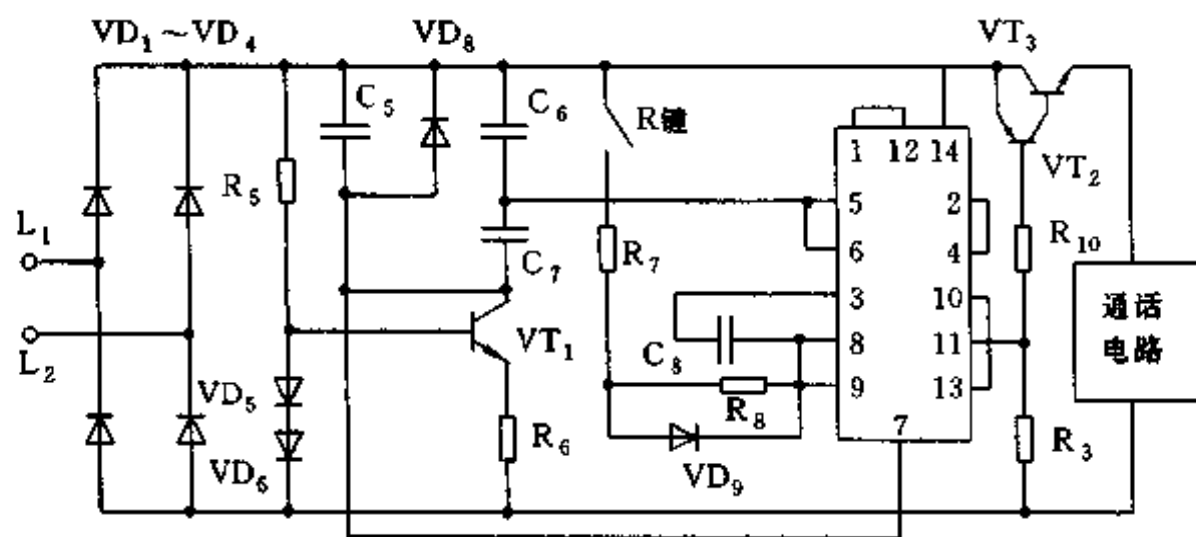 VD₁～VD₄ VD₈ VT₃
C₅ C₆ R键 1 12 14
R₅ VT₂
L₁ 5 2
C₇ R₇ 6 4 R₁₀
3 10 通话
L₂ VT₁ C₈ 8 11 电路
VD₅ R₈ 9 13
VD₆ R₆ VD₉ 7 R₃